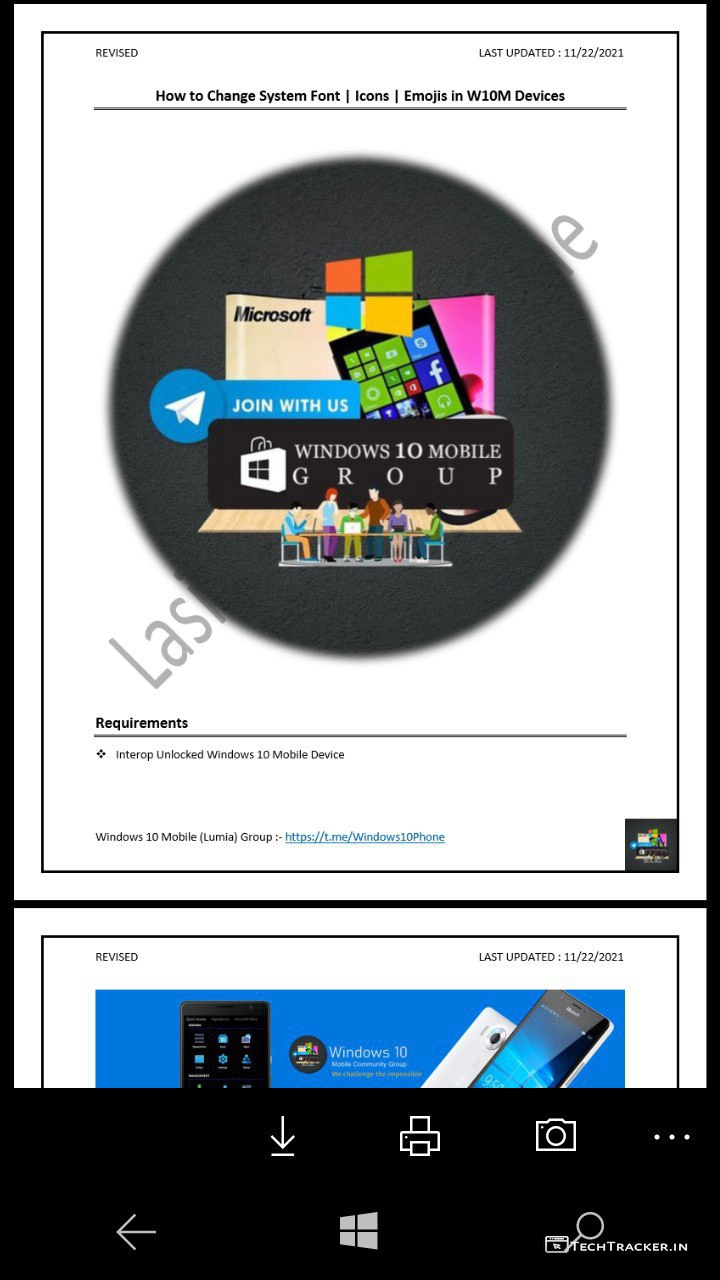 REVISED LAST UPDATED : 11/22/2021
How to Change System Font | Icons | Emojis in W10M Devices
Microsoft
JOIN WITH US
WINDOWS 10 MOBILE
GROUP
Requirements
❖ Interop Unlocked Windows 10 Mobile Device
Windows 10 Mobile (Lumia) Group :- https://t.me/Windows10Phone
REVISED LAST UPDATED : 11/22/2021
Windows 10
Mobile Community Group
We challenge the impossible
TECHTRACKER.IN